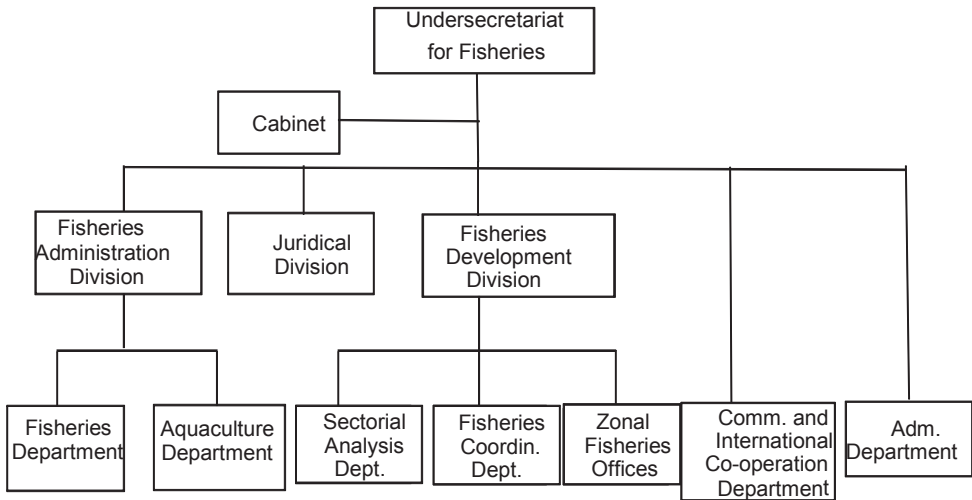 Undersecretariat
for Fisheries
Cabinet
Fisheries
Administration
Division
Juridical
Division
Fisheries
Development
Division
Fisheries
Department
Aquaculture
Department
Sectorial
Analysis
Dept.
Fisheries
Coordin.
Dept.
Zonal
Fisheries
Offices
Comm. and
International
Co-operation
Department
Adm.
Department